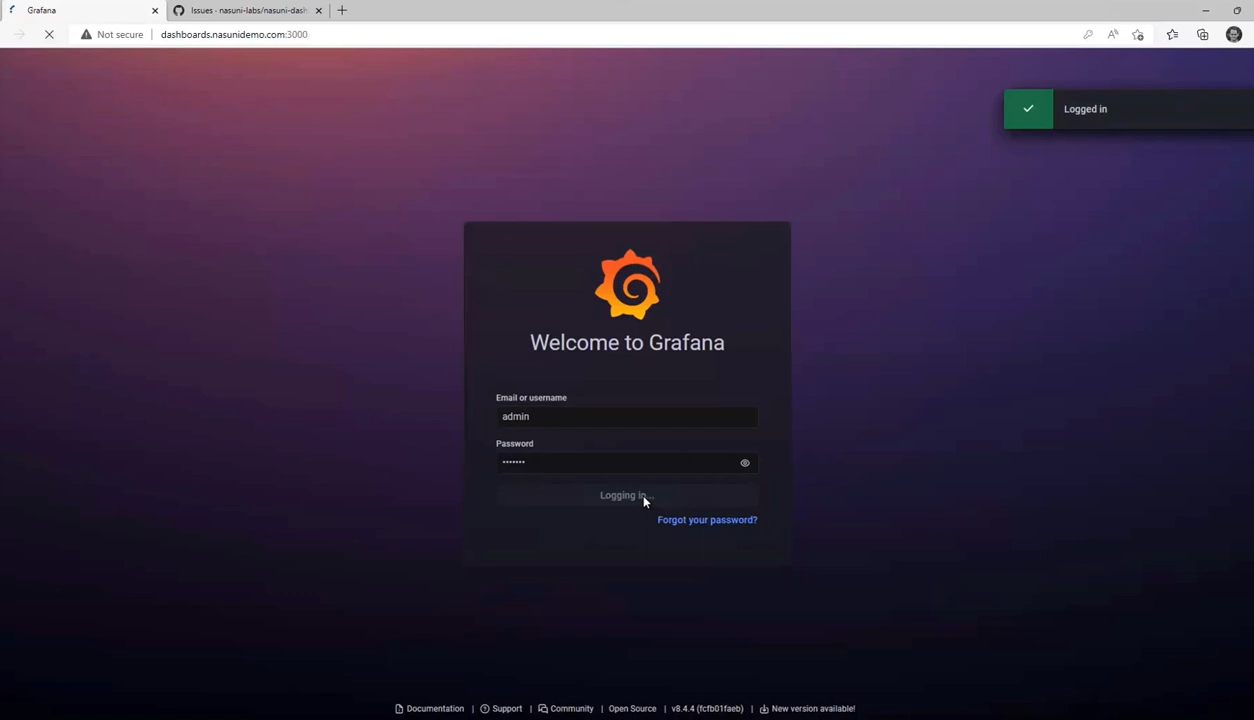 Grafana
Issues · nasuni-labs/nasuni-dash
Not secure
dashboards.nasunidemo.com:3000
Logged in
Welcome to Grafana
Email or username
admin
Password
•••••••
Logging in...
Forgot your password?
Documentation | Support | Community | Open Source | v8.4.4 (fcfb01faeb) | New version available!